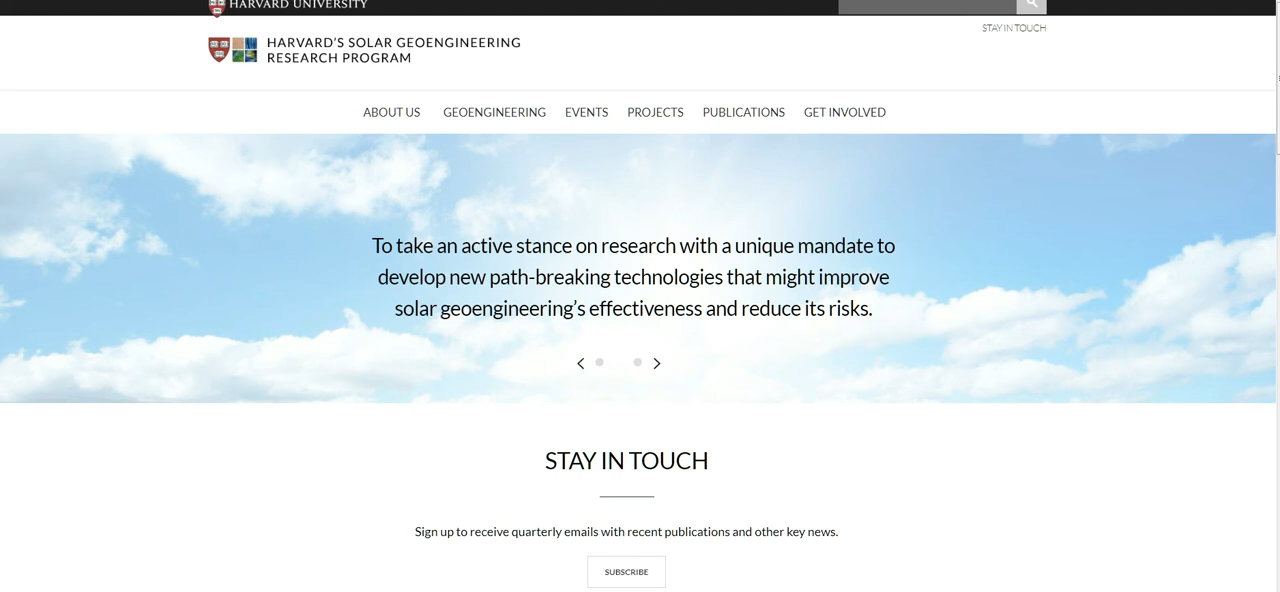 HARVARD UNIVERSITY
STAY IN TOUCH
HARVARD'S SOLAR GEOENGINEERING
RESEARCH PROGRAM
ABOUT US GEOENGINEERING EVENTS PROJECTS PUBLICATIONS GET INVOLVED
To take an active stance on research with a unique mandate to
develop new path-breaking technologies that might improve
solar geoengineering’s effectiveness and reduce its risks.
STAY IN TOUCH
Sign up to receive quarterly emails with recent publications and other key news.
SUBSCRIBE